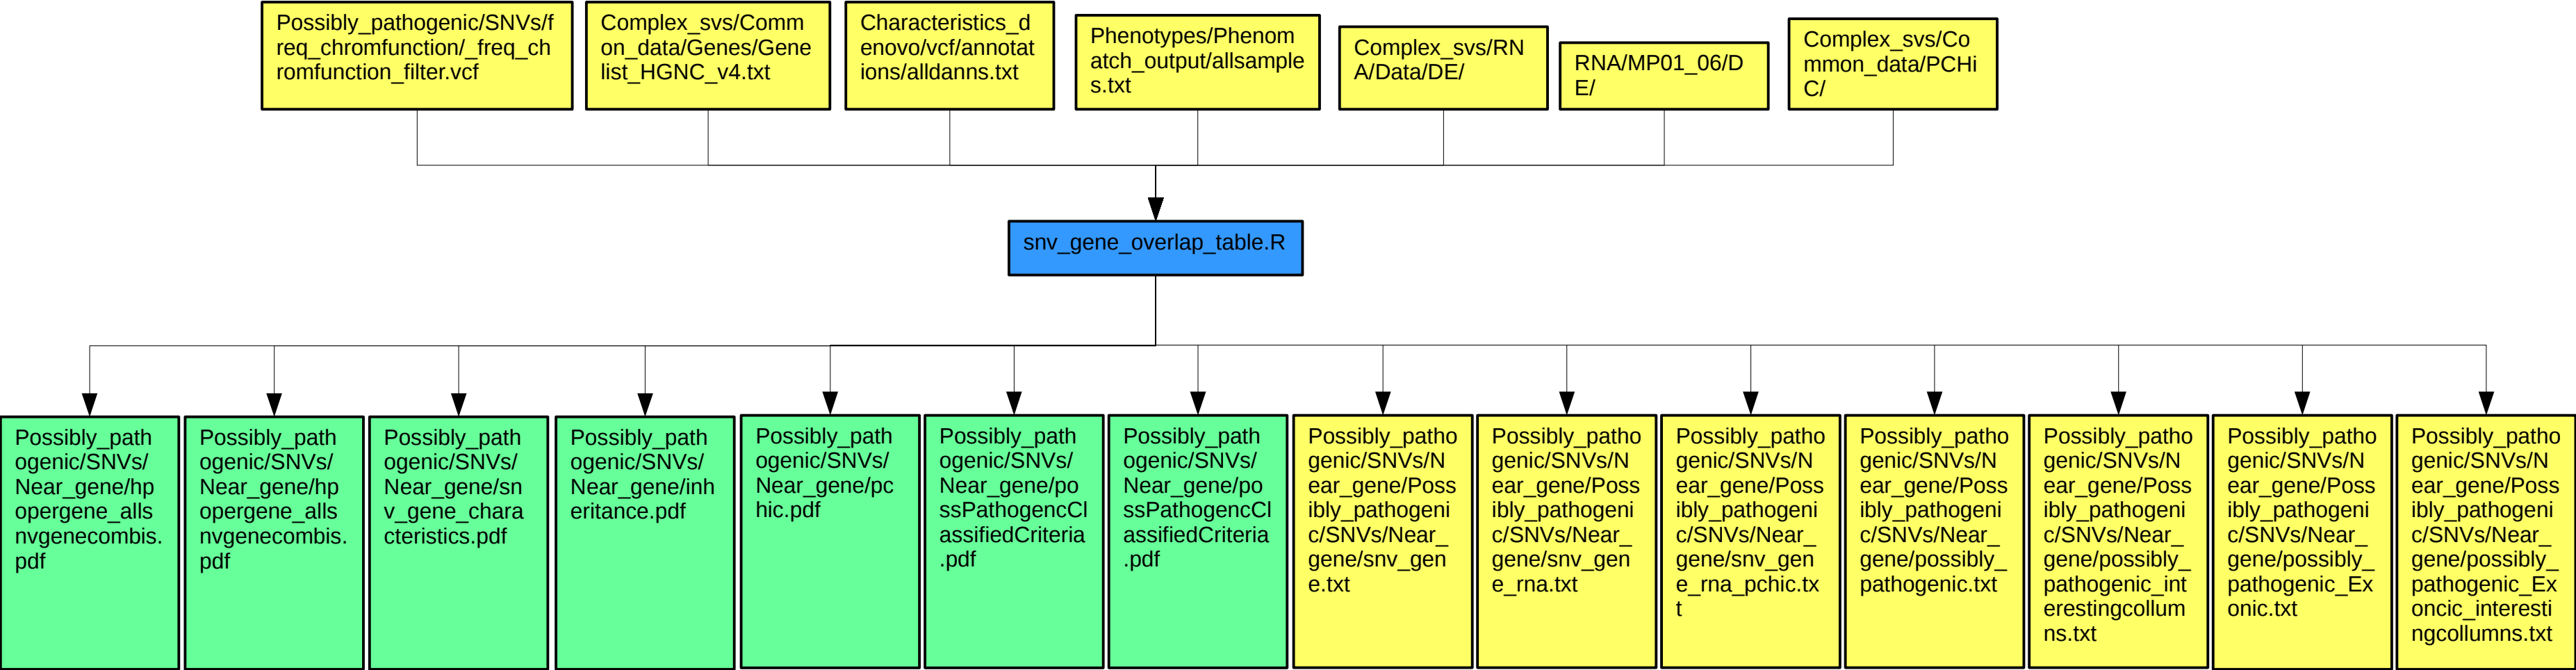 Possibly_pathogenic/SNVs/f
req_chromfunction/_freq_ch
romfunction_filter.vcf
Complex_svs/Comm
on_data/Genes/Gene
list_HGNC_v4.txt
Characteristics_d
enovo/vcf/annotat
ions/alldanns.txt
Phenotypes/Phenom
atch_output/allsample
s.txt
Complex_svs/RN
A/Data/DE/
RNA/MP01_06/D
E/
Complex_svs/Co
mmon_data/PCHi
C/
snv_gene_overlap_table.R
Possibly_path
ogenic/SNVs/
Near_gene/hp
opergene_alls
nvgenecombis.
pdf
Possibly_path
ogenic/SNVs/
Near_gene/hp
opergene_alls
nvgenecombis.
pdf
Possibly_path
ogenic/SNVs/
Near_gene/sn
v_gene_chara
cteristics.pdf
Possibly_path
ogenic/SNVs/
Near_gene/inh
eritance.pdf
Possibly_path
ogenic/SNVs/
Near_gene/pc
hic.pdf
Possibly_path
ogenic/SNVs/
Near_gene/po
ssPathogencCl
assifiedCriteria
.pdf
Possibly_path
ogenic/SNVs/
Near_gene/po
ssPathogencCl
assifiedCriteria
.pdf
Possibly_patho
genic/SNVs/N
ear_gene/Poss
ibly_pathogeni
c/SNVs/Near_
gene/snv_gen
e.txt
Possibly_patho
genic/SNVs/N
ear_gene/Poss
ibly_pathogeni
c/SNVs/Near_
gene/snv_gen
e_rna.txt
Possibly_patho
genic/SNVs/N
ear_gene/Poss
ibly_pathogeni
c/SNVs/Near_
gene/snv_gen
e_rna_pchic.tx
t
Possibly_patho
genic/SNVs/N
ear_gene/Poss
ibly_pathogeni
c/SNVs/Near_
gene/possibly_
pathogenic.txt
Possibly_patho
genic/SNVs/N
ear_gene/Poss
ibly_pathogeni
c/SNVs/Near_
gene/possibly_
pathogenic_int
erestingcollum
ns.txt
Possibly_patho
genic/SNVs/N
ear_gene/Poss
ibly_pathogeni
c/SNVs/Near_
gene/possibly_
pathogenic_Ex
onic.txt
Possibly_patho
genic/SNVs/N
ear_gene/Poss
ibly_pathogeni
c/SNVs/Near_
gene/possibly_
pathogenic_Ex
oncic_interesti
ngcollumns.txt